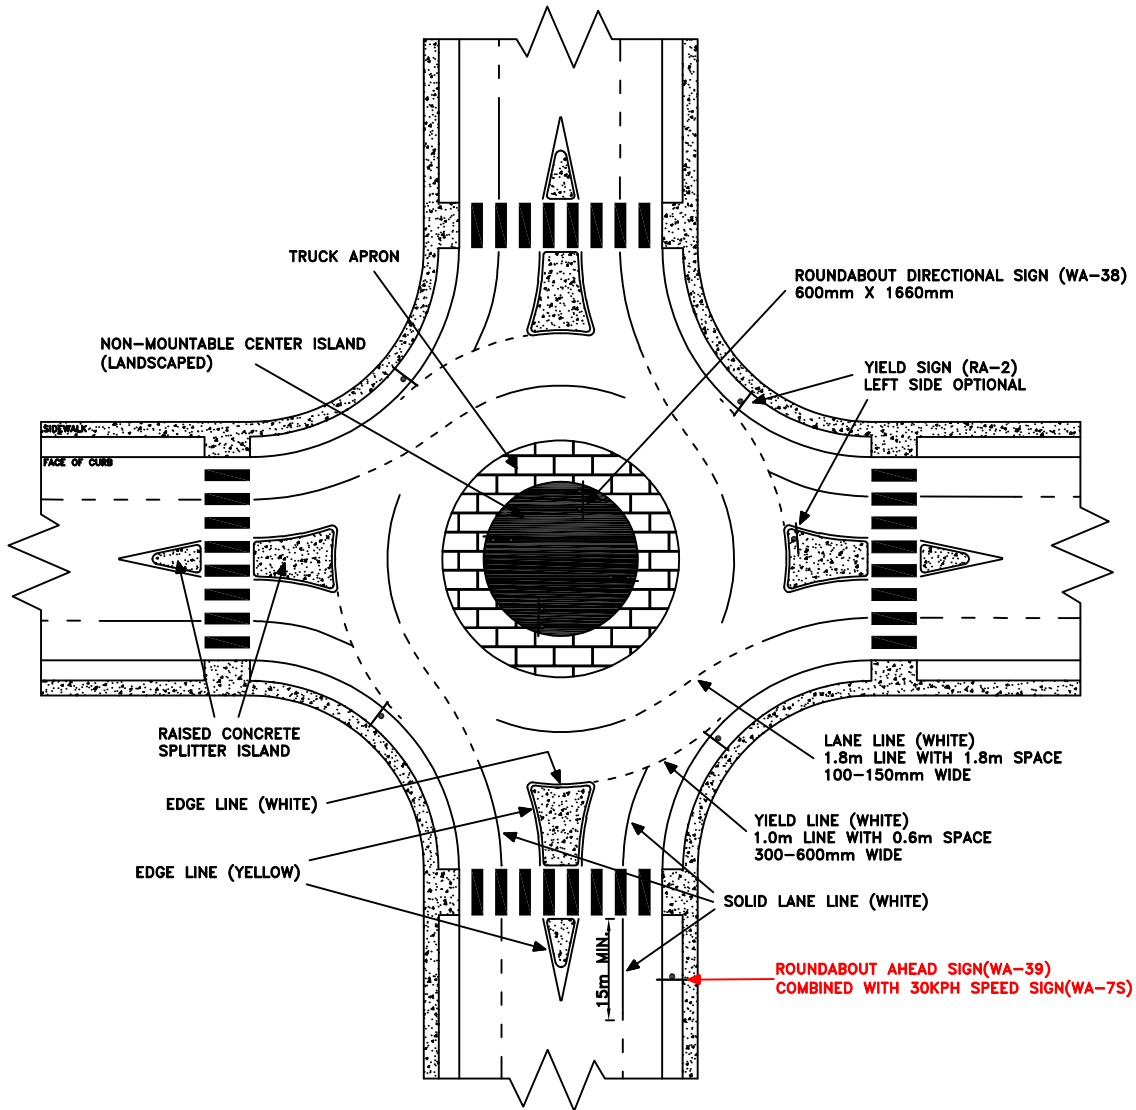 TRUCK APRON
ROUNDABOUT DIRECTIONAL SIGN (WA-38)
600mm X 1660mm
NON-MOUNTABLE CENTER ISLAND
(LANDSCAPED)
YIELD SIGN (RA-2)
LEFT SIDE OPTIONAL
SIDEWALK
FACE OF CURB
RAISED CONCRETE
SPLITTER ISLAND
LANE LINE (WHITE)
1.8m LINE WITH 1.8m SPACE
100-150mm WIDE
EDGE LINE (WHITE)
YIELD LINE (WHITE)
1.0m LINE WITH 0.6m SPACE
300-600mm WIDE
EDGE LINE (YELLOW)
SOLID LANE LINE (WHITE)
15m MIN.
ROUNDABOUT AHEAD SIGN(WA-39)
COMBINED WITH 30KPH SPEED SIGN(WA-7S)